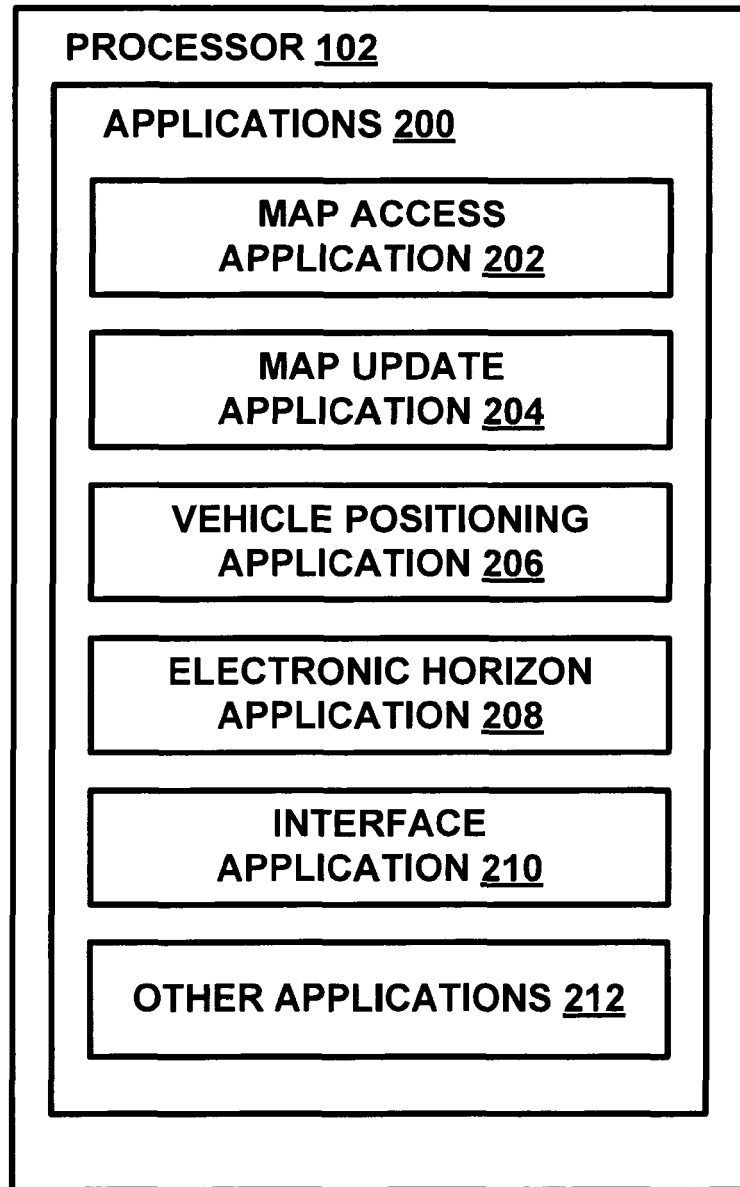 PROCESSOR 102
APPLICATIONS 200
MAP ACCESS
APPLICATION 202
MAP UPDATE
APPLICATION 204
VEHICLE POSITIONING
APPLICATION 206
ELECTRONIC HORIZON
APPLICATION 208
INTERFACE
APPLICATION 210
OTHER APPLICATIONS 212